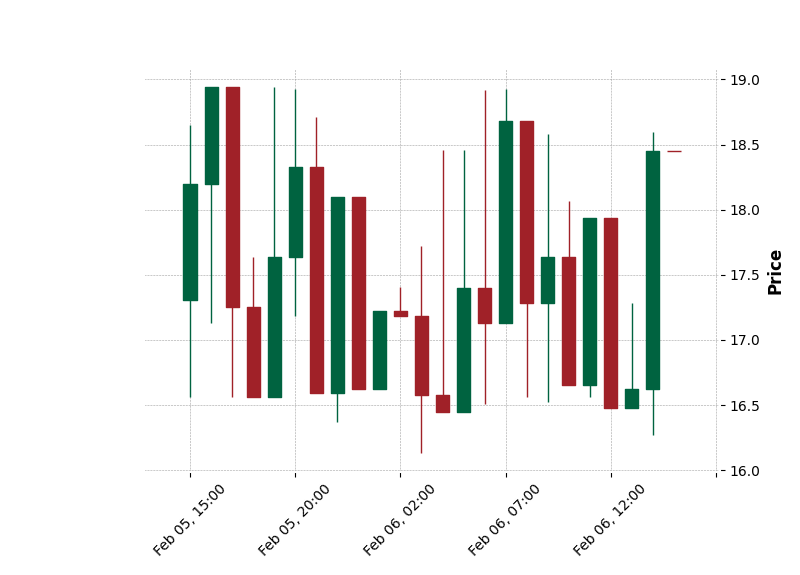 19.0
18.5
18.0
17.5
17.0
16.5
16.0
Price
Feb 05, 15:00
Feb 05, 20:00
Feb 06, 02:00
Feb 06, 07:00
Feb 06, 12:00